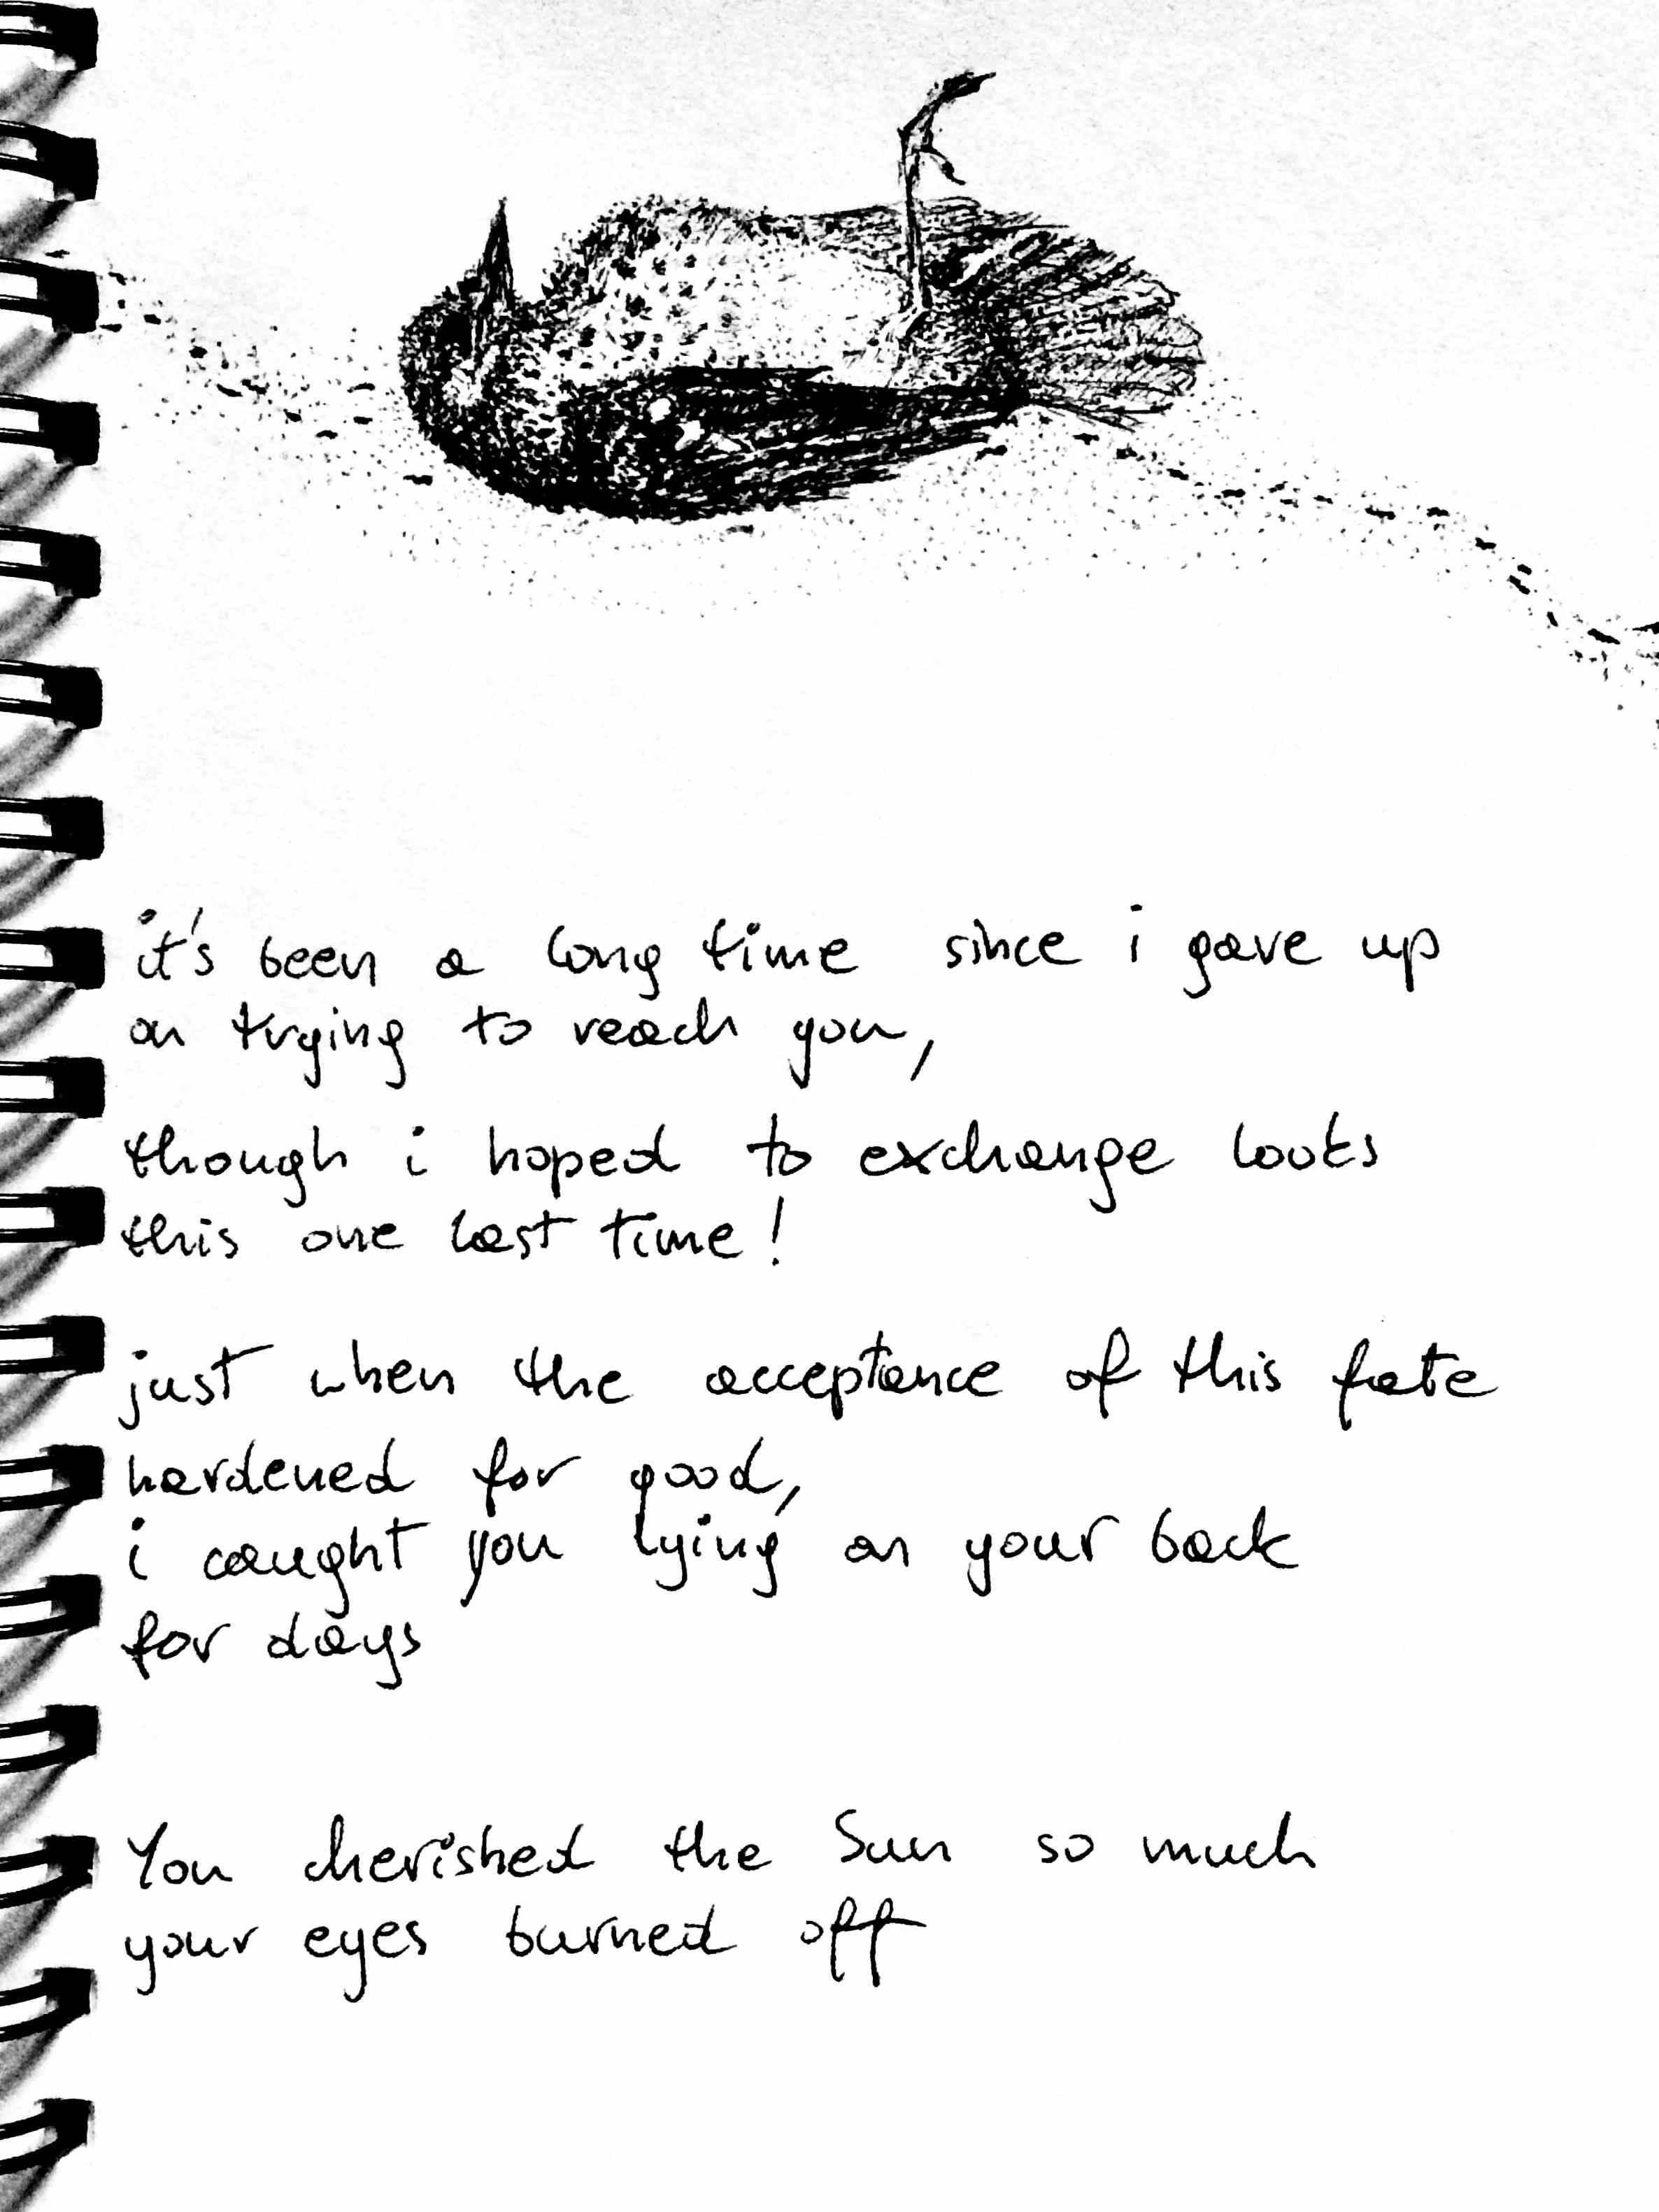 it's been a long time since i gave up
on trying to reach you,
though i hoped to exchange looks
this one last time!
just when the acceptance of this fate
hardened for good,
i caught you lying on your back
for days
You cherished the Sun so much
your eyes burned off